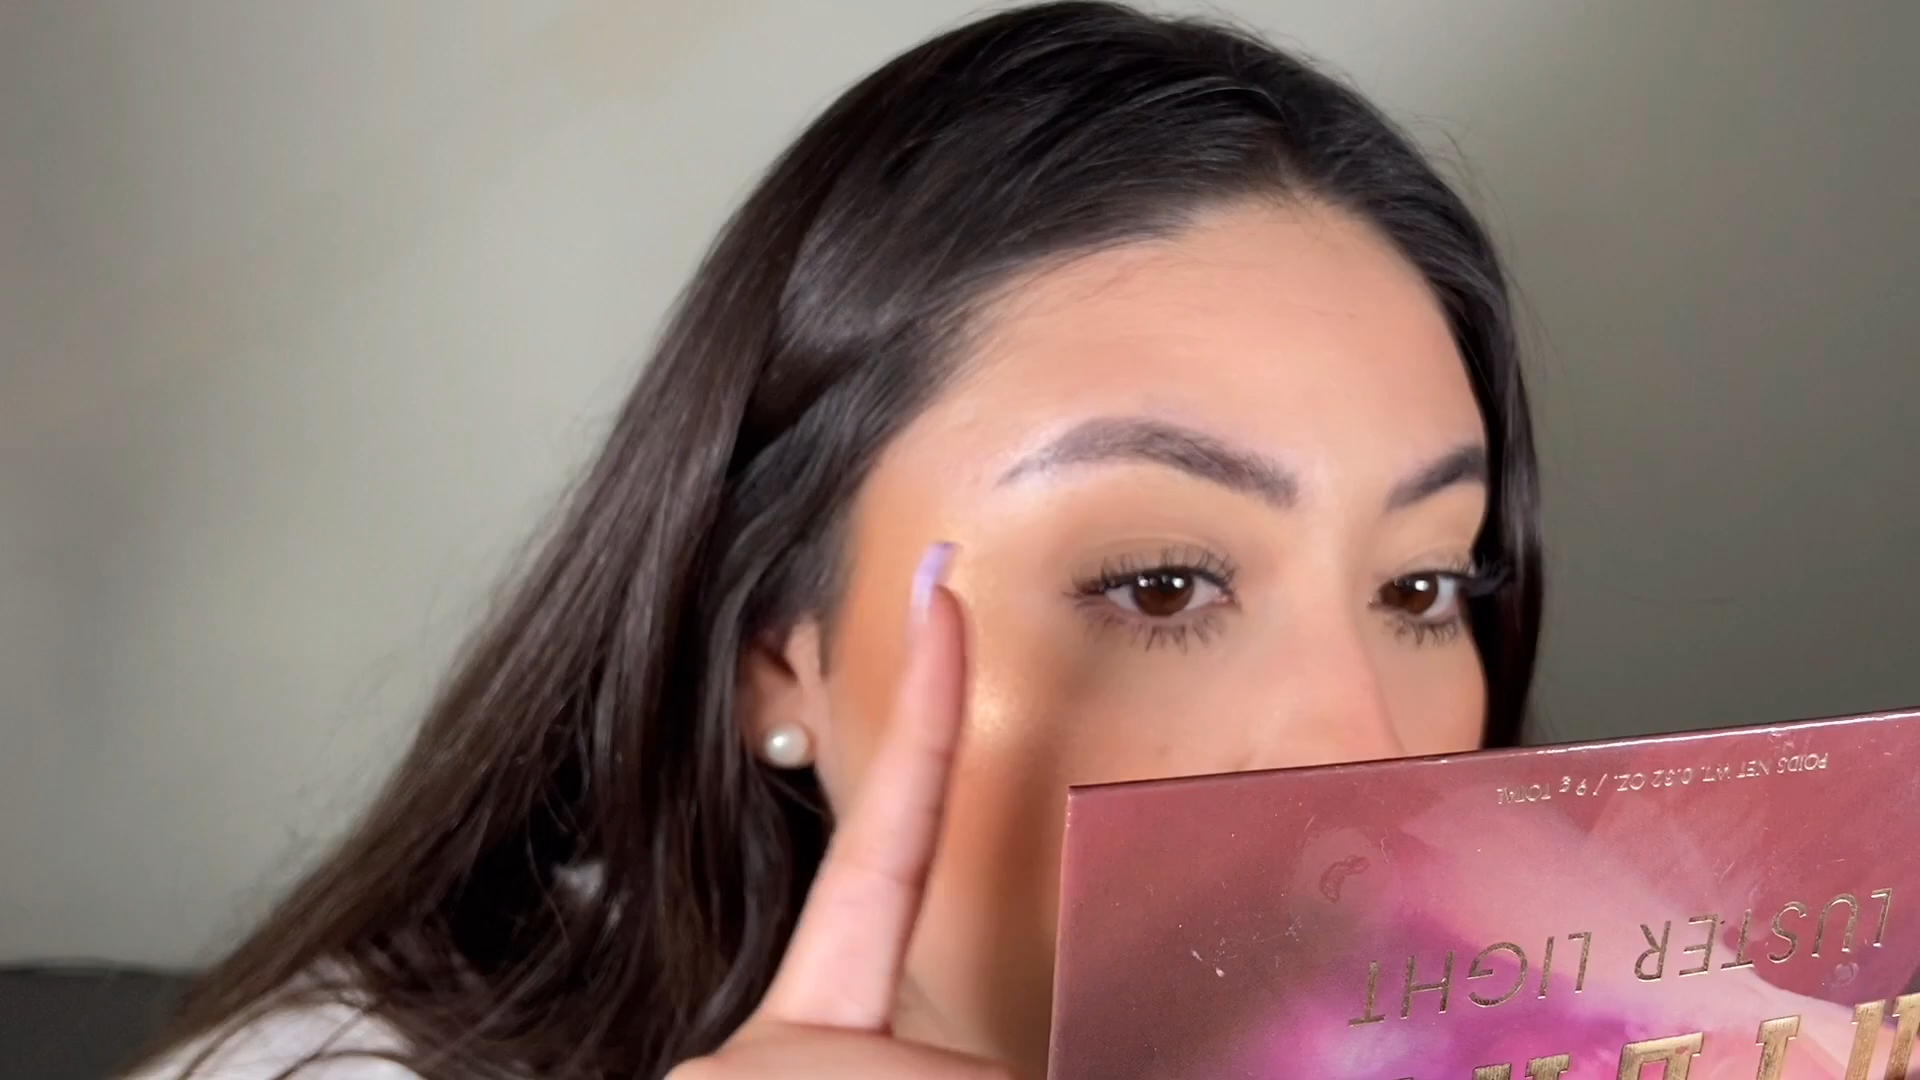 LUSTER LIGHT
POIDS NET WT. 0.32 OZ. / 9 g TOTAL